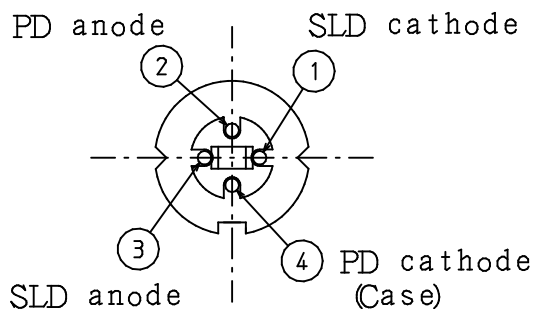 PD anode
SLD cathode
2
1
3
4
PD cathode
(Case)
SLD anode